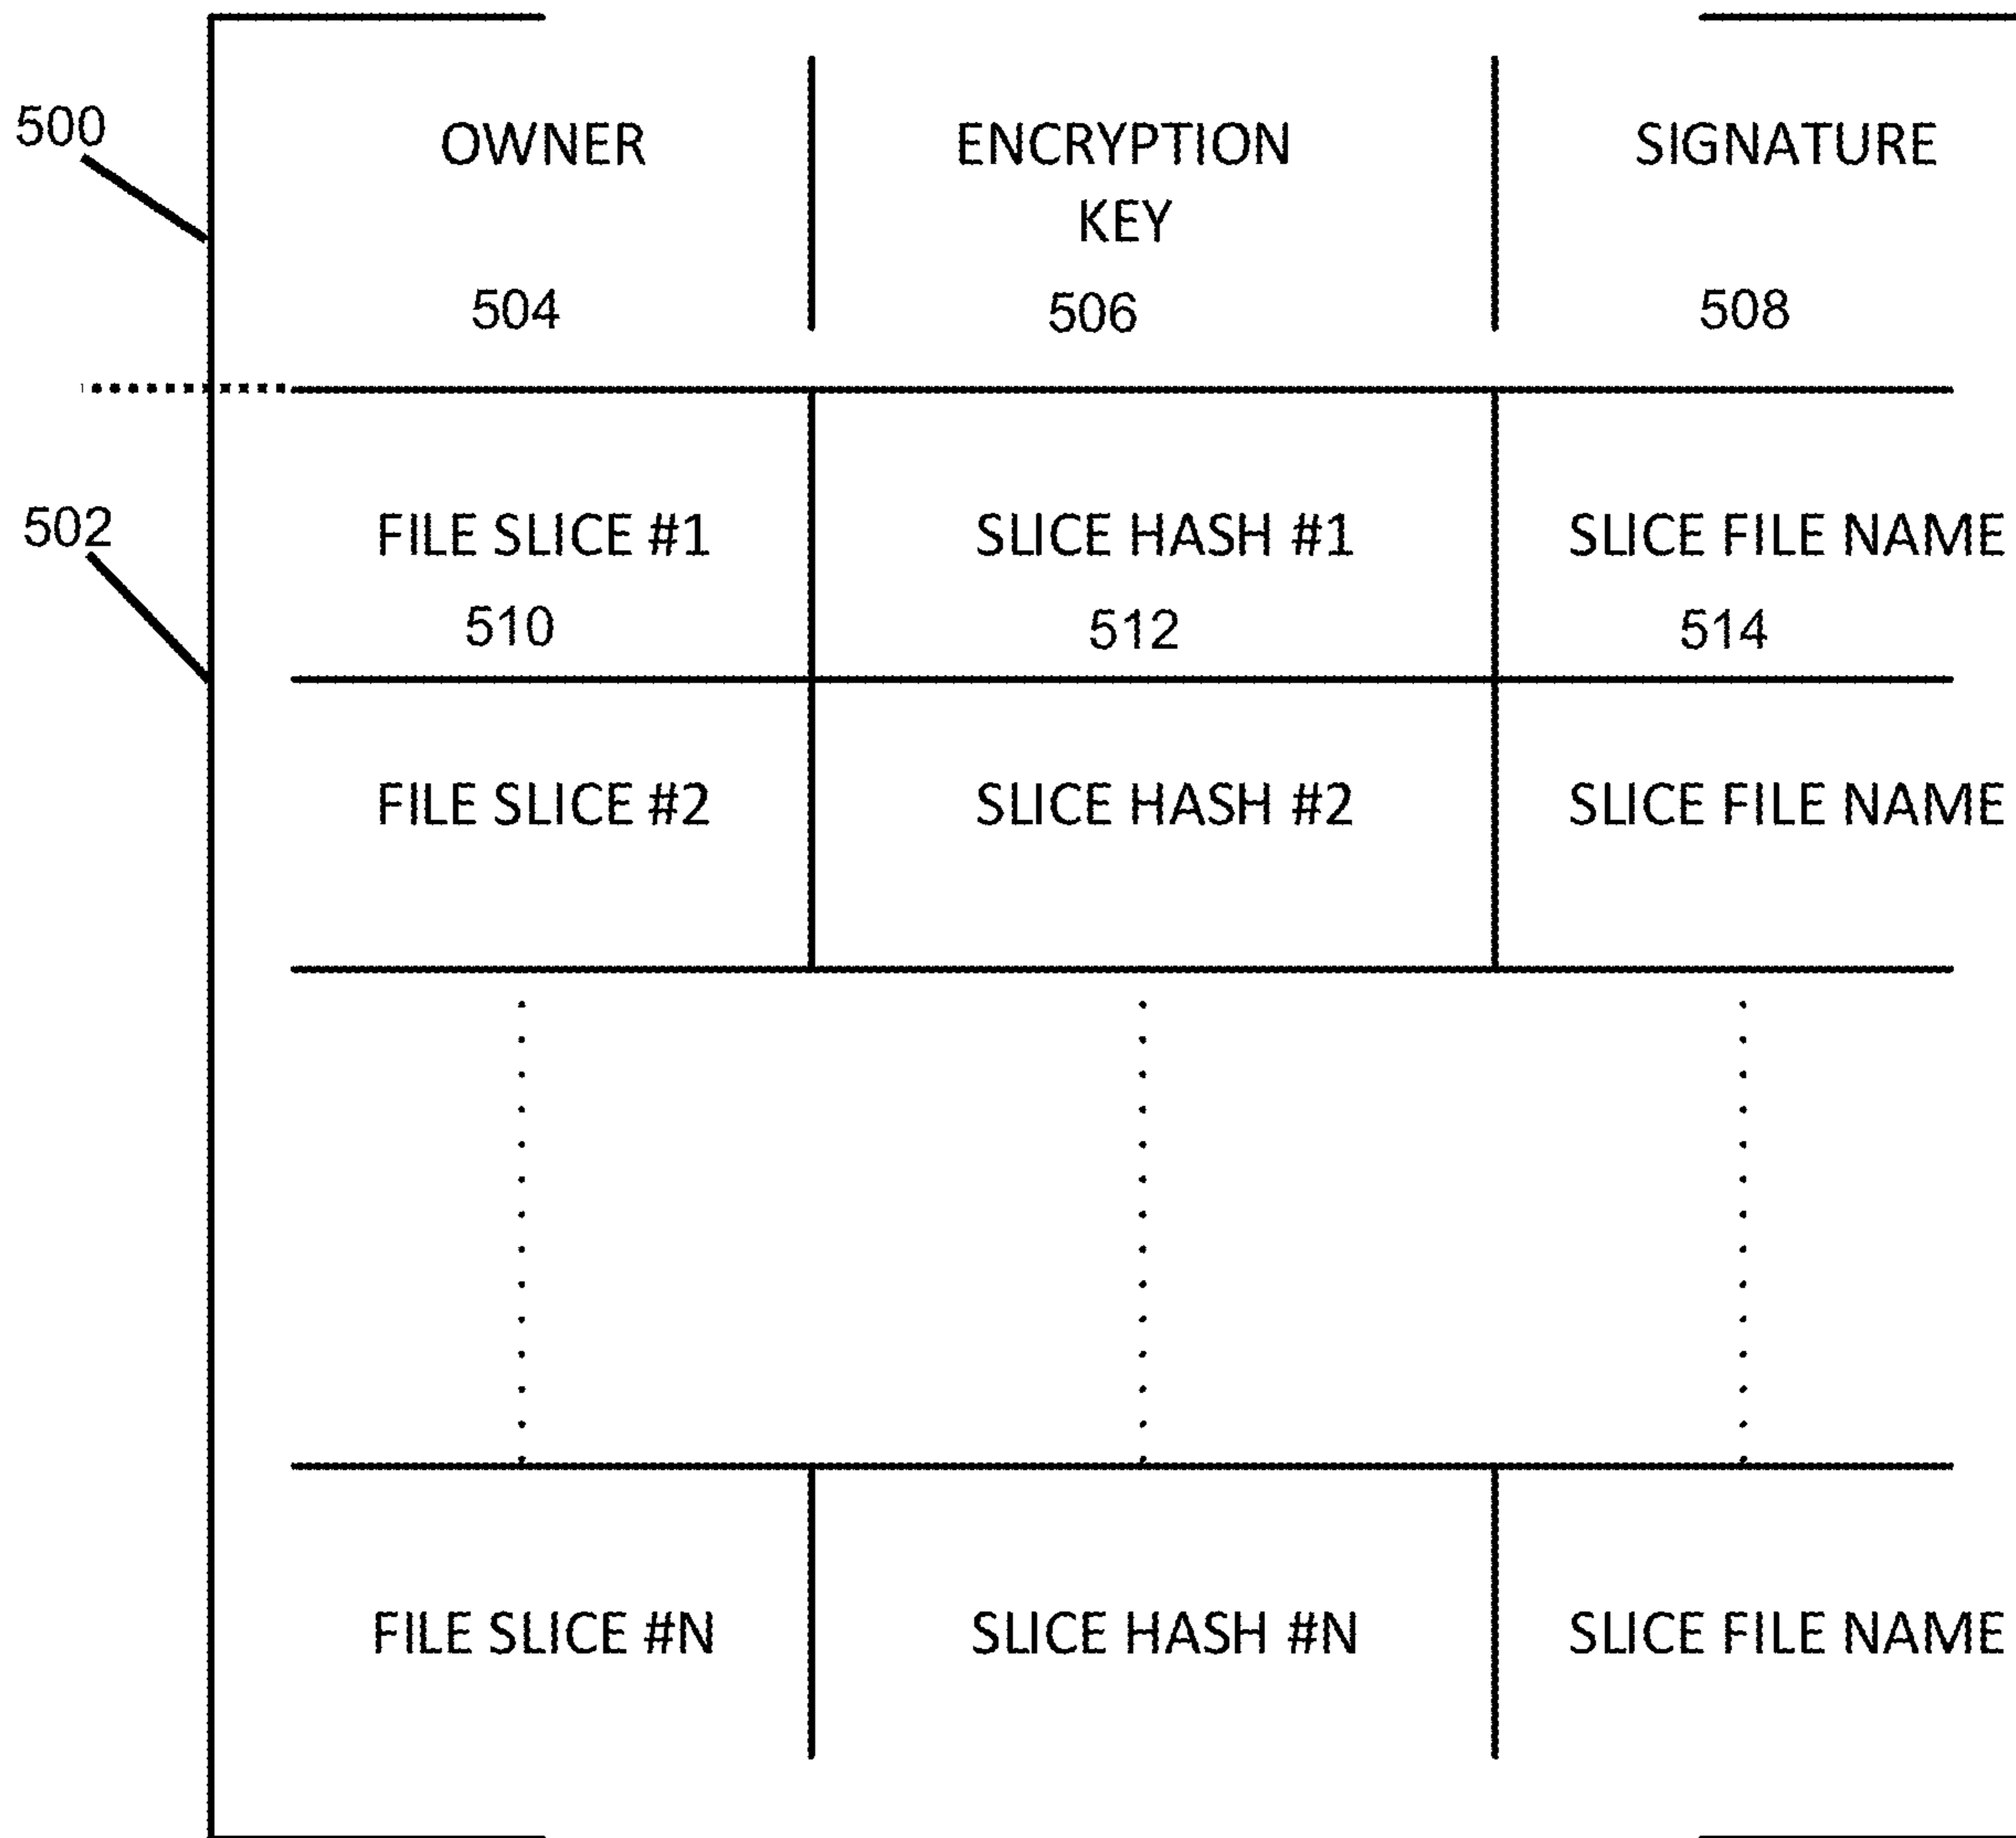 500
OWNER
ENCRYPTION
KEY
SIGNATURE
504
506
508
502
FILE SLICE #1
SLICE HASH #1
SLICE FILE NAME
510
512
514
FILE SLICE #2
SLICE HASH #2
SLICE FILE NAME
FILE SLICE #N
SLICE HASH #N
SLICE FILE NAME